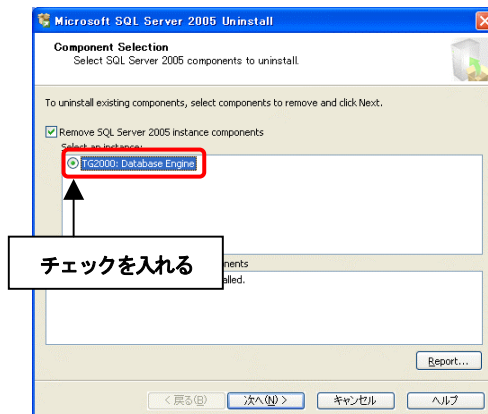 Microsoft SQL Server 2005 Uninstall
Component Selection
Select SQL Server 2005 components to uninstall.
To uninstall existing components, select components to remove and click Next.
Remove SQL Server 2005 instance components
Select an instance:
TG2000: Database Engine
チェックを入れる
nents
alled.
Report...
< 戻る(B)
次へ(N) >
キャンセル
ヘルプ